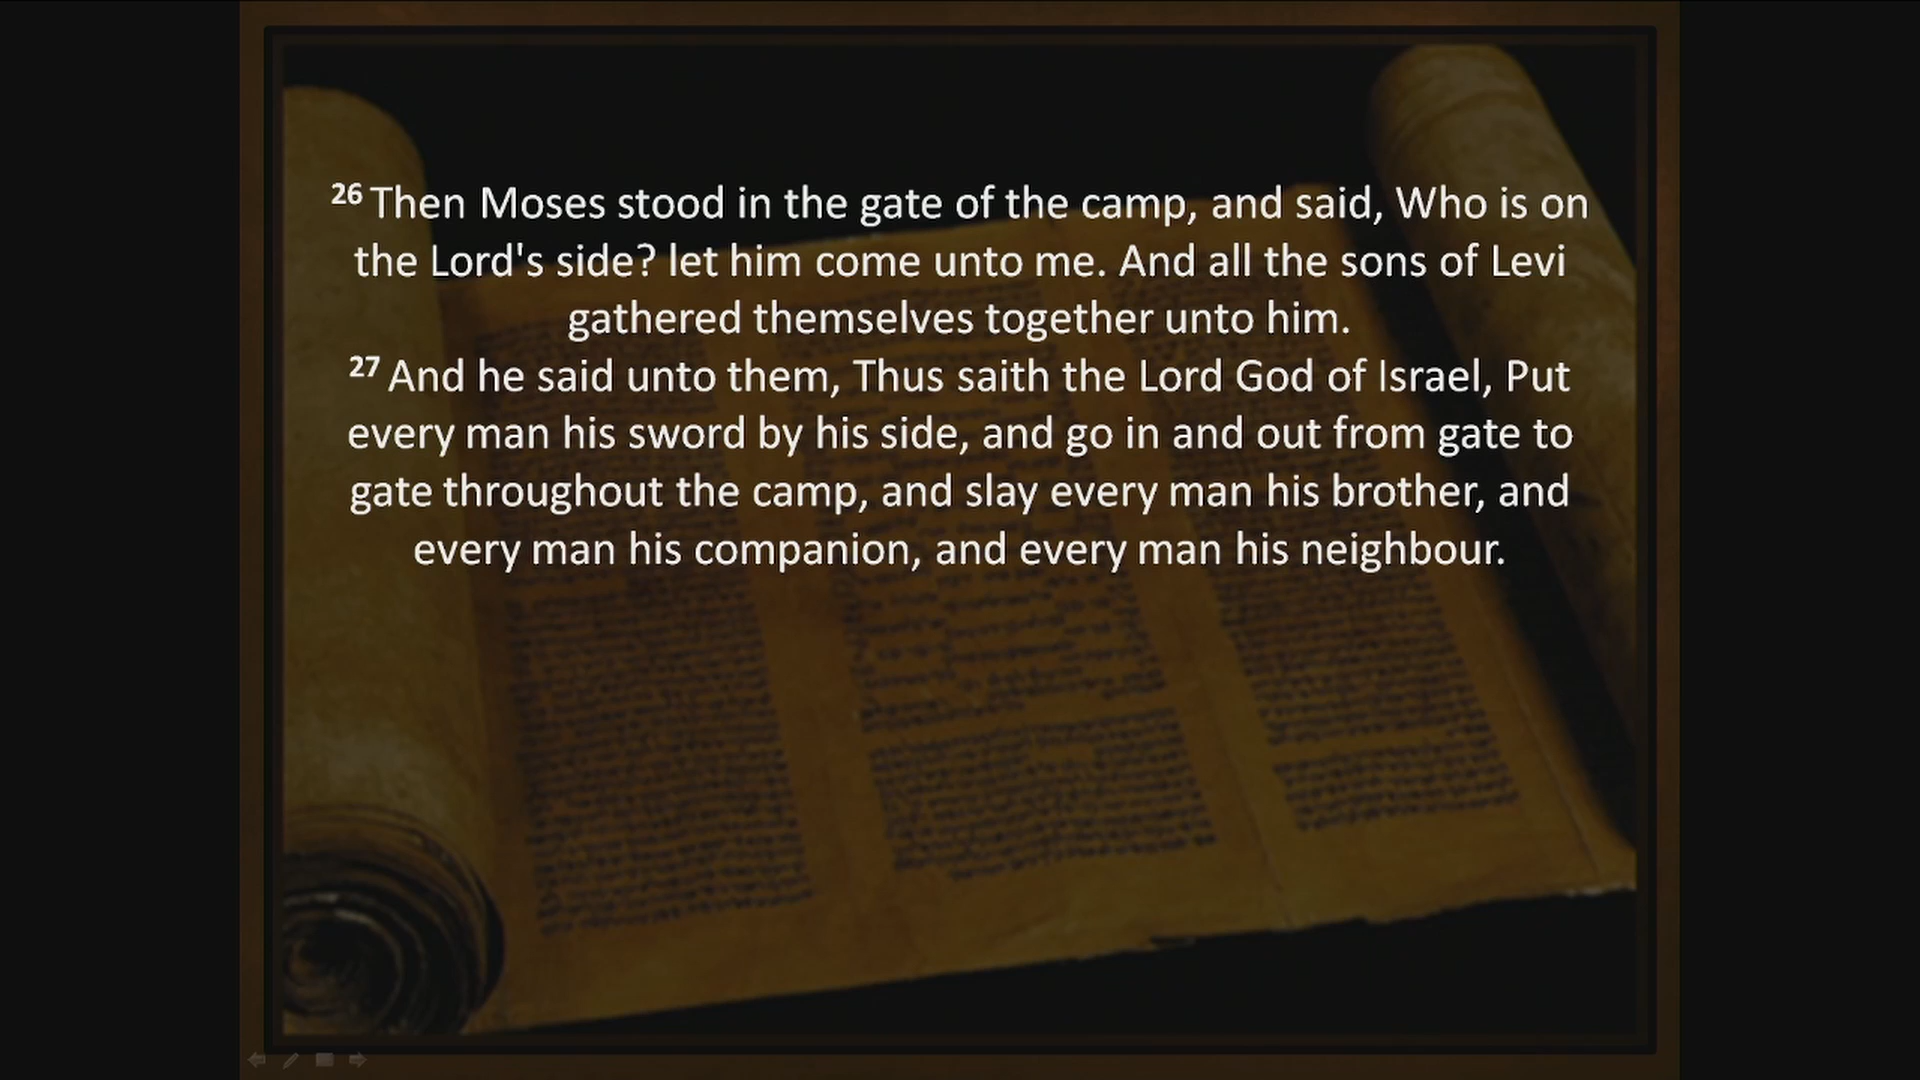 26 Then Moses stood in the gate of the camp, and said, Who is on
the Lord's side? let him come unto me. And all the sons of Levi
gathered themselves together unto him.
27 And he said unto them, Thus saith the Lord God of Israel, Put
every man his sword by his side, and go in and out from gate to
gate throughout the camp, and slay every man his brother, and
every man his companion, and every man his neighbour.